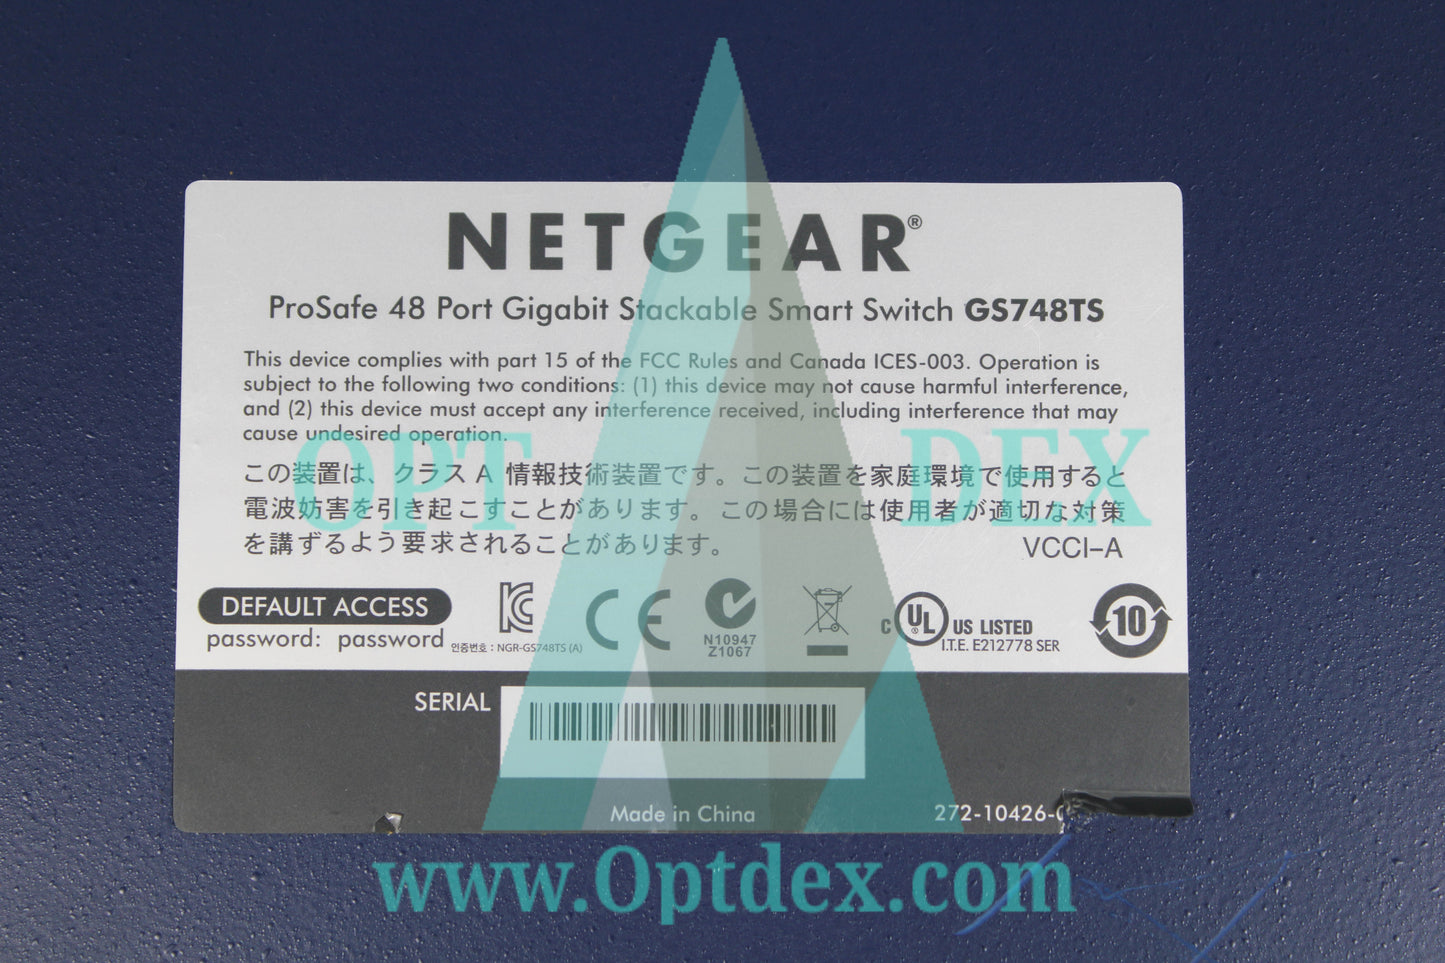 NETGEAR®
ProSafe 48 Port Gigabit Stackable Smart Switch GS748TS
This device complies with part 15 of the FCC Rules and Canada ICES-003. Operation is
subject to the following two conditions: (1) this device may not cause harmful interference,
and (2) this device must accept any interference received, including interference that may
cause undesired operation.
OPT DEX
この装置は、クラス A 情報技術装置です。この装置を家庭環境で使用すると
電波妨害を引き起こすことがあります。この場合には使用者が適切な対策
を講ずるよう要求されることがあります。
VCCI-A
DEFAULT ACCESS
password: password
인증번호 : NGR-GS748TS (A)
CE
N10947
Z1067
C UL ® US LISTED
I.T.E. E212778 SER
10
SERIAL
Made in China
272-10426-0
www.Optdex.com